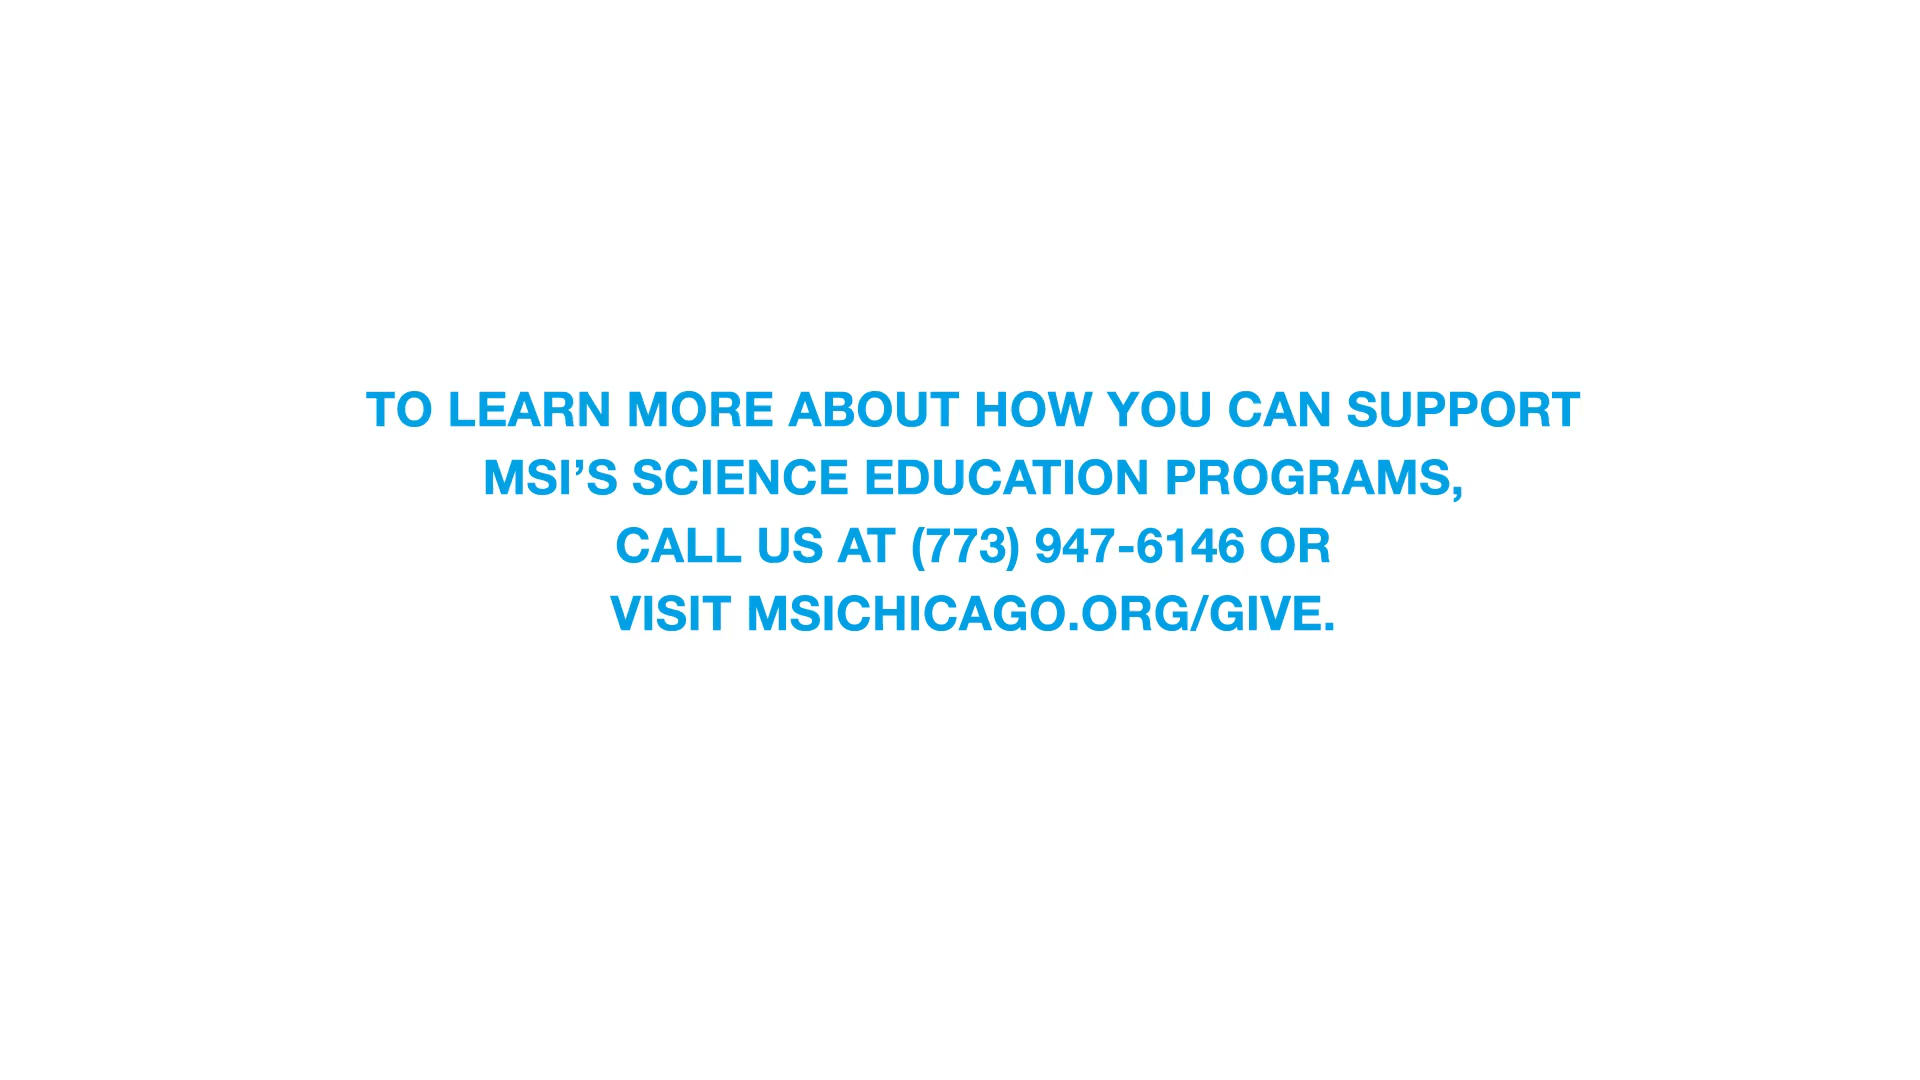 TO LEARN MORE ABOUT HOW YOU CAN SUPPORT
MSI’S SCIENCE EDUCATION PROGRAMS,
CALL US AT (773) 947-6146 OR
VISIT MSICHICAGO.ORG/GIVE.